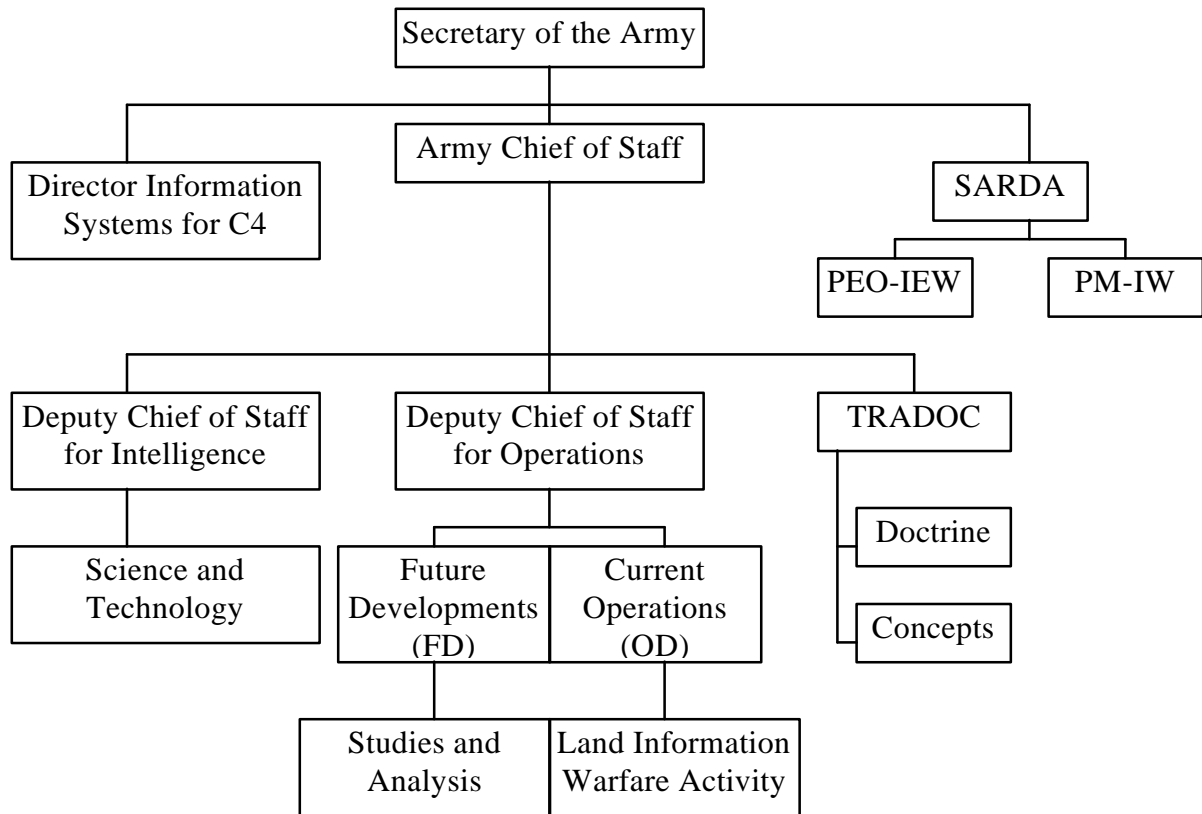 Secretary of the Army
Army Chief of Staff
Director Information
Systems for C4
SARDA
PEO-IEW
PM-IW
Deputy Chief of Staff
for Intelligence
Deputy Chief of Staff
for Operations
TRADOC
Science and
Technology
Future
Developments
(FD)
Current
Operations
(OD)
Doctrine
Concepts
Studies and
Analysis
Land Information
Warfare Activity